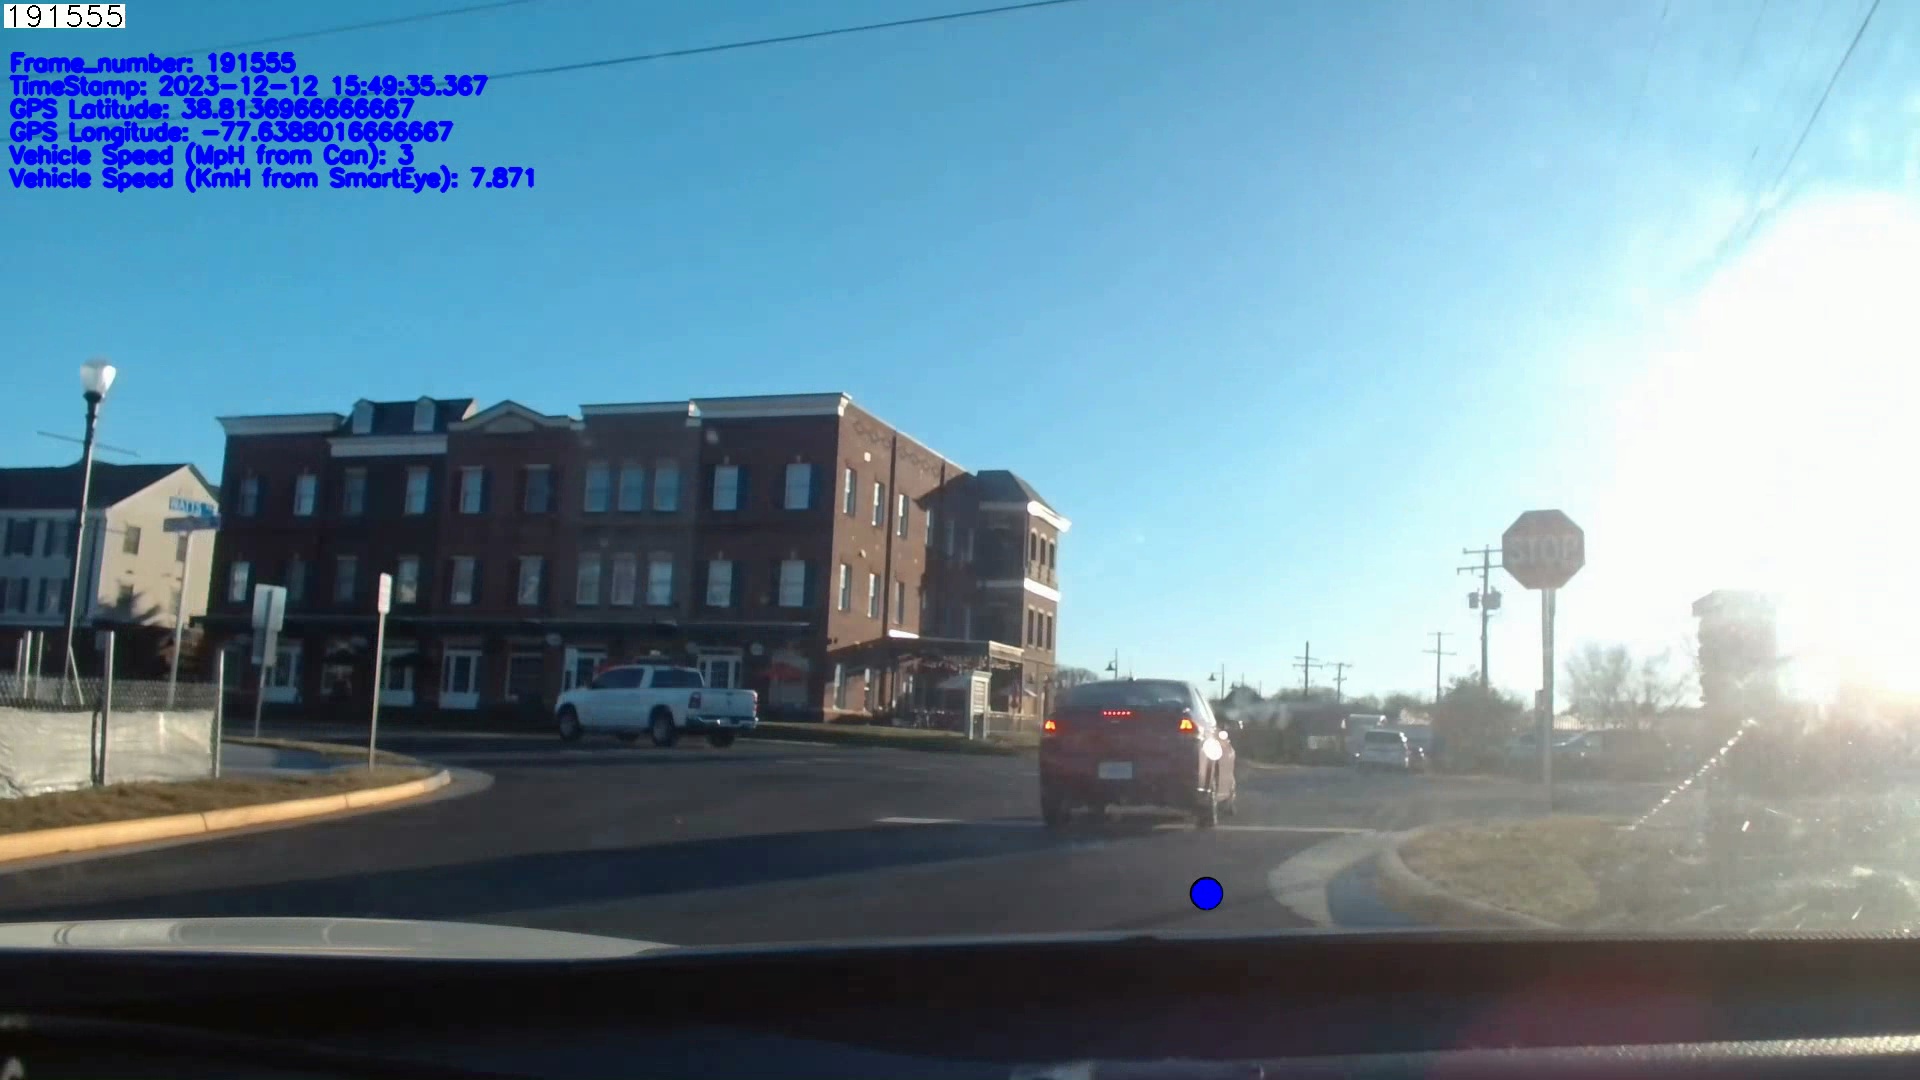 191555
Frame_number: 191555
TimeStamp: 2023-12-12 15:49:35.367
GPS Latitude: 38.8136966666667
GPS Longitude: -77.6388016666667
Vehicle Speed (MpH from Can): 3
Vehicle Speed (KmH from SmartEye): 7.871
WATTS
STOP